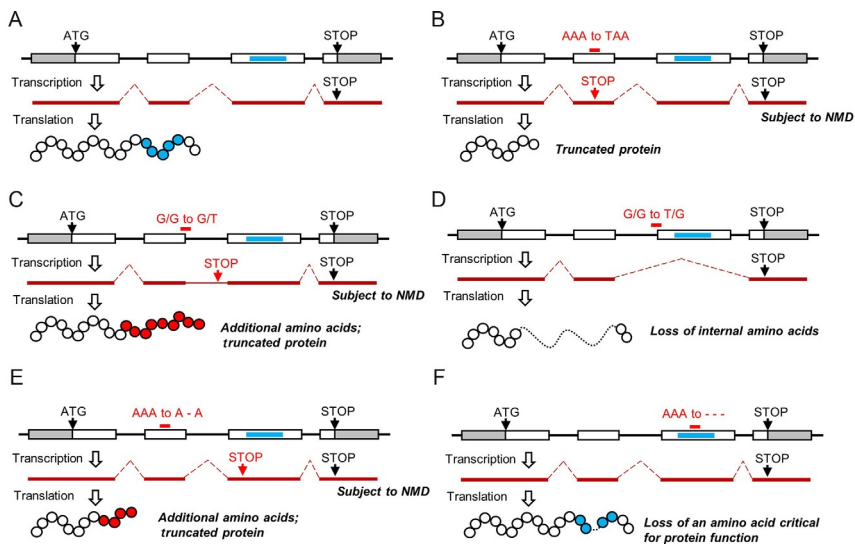 A
ATG
STOP
Transcription
STOP
Translation
B
AAA to TAA
ATG
STOP
Transcription
STOP
STOP
Translation
Subject to NMD
Truncated protein
C
ATG
G/G to G/T
STOP
Transcription
STOP
STOP
Translation
Subject to NMD
Additional amino acids;
truncated protein
D
ATG
G/G to T/G
STOP
Transcription
STOP
Translation
Loss of internal amino acids
E
ATG
AAA to A - A
STOP
Transcription
STOP
STOP
Translation
Subject to NMD
Additional amino acids;
truncated protein
F
ATG
AAA to - - -
STOP
Transcription
STOP
Translation
Loss of an amino acid critical
for protein function